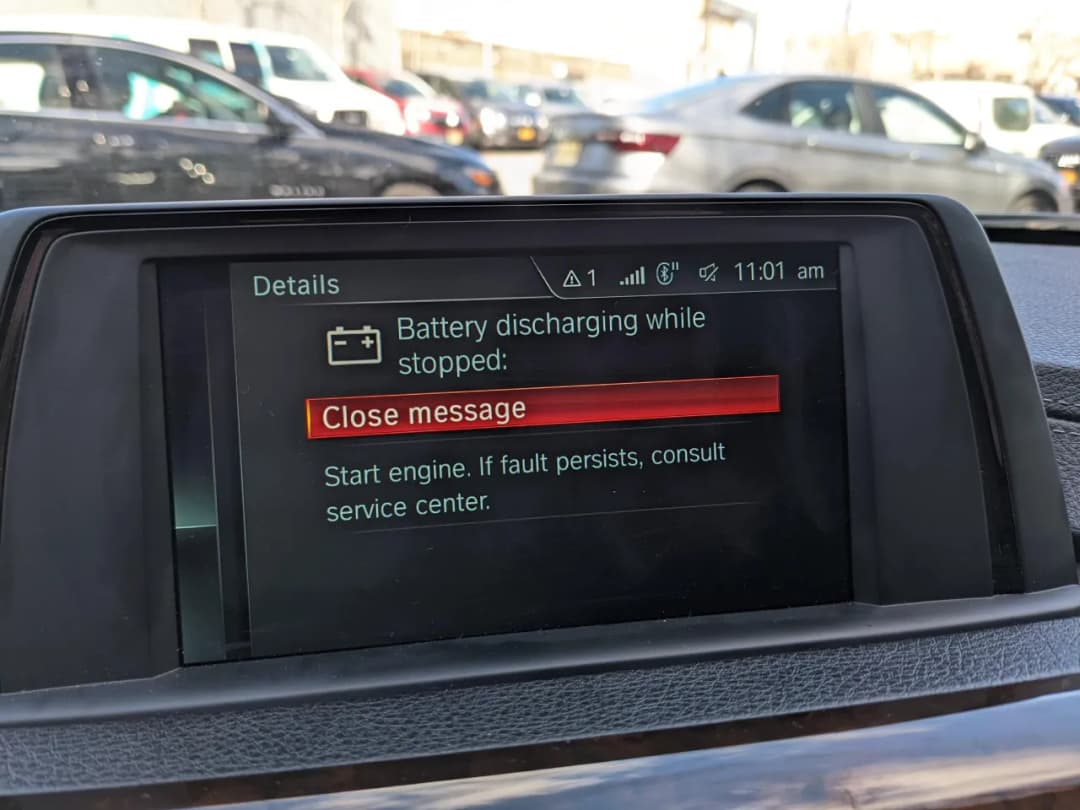 Details
1
11:01 am
Battery discharging while
stopped:
Close message
Start engine. If fault persists, consult
service center.